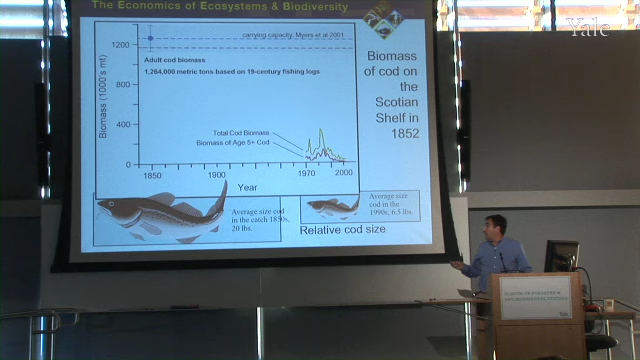 The Economics of Ecosystems & Biodiversity
Yale
carrying capacity. Myers et al 2001
Adult cod biomass
1,264,000 metric tons based on 19-century fishing logs
Biomass (1000's mt)
1200
800
400
0
Total Cod Biomass
Biomass of Age 5+ Cod
1850
1900
1970
2000
Year
Biomass
of cod on
the
Scotian
Shelf in
1852
Average size cod
in the catch 1850s,
20 lbs.
Average size
cod in the
1990s, 6.5 lbs.
Relative cod size